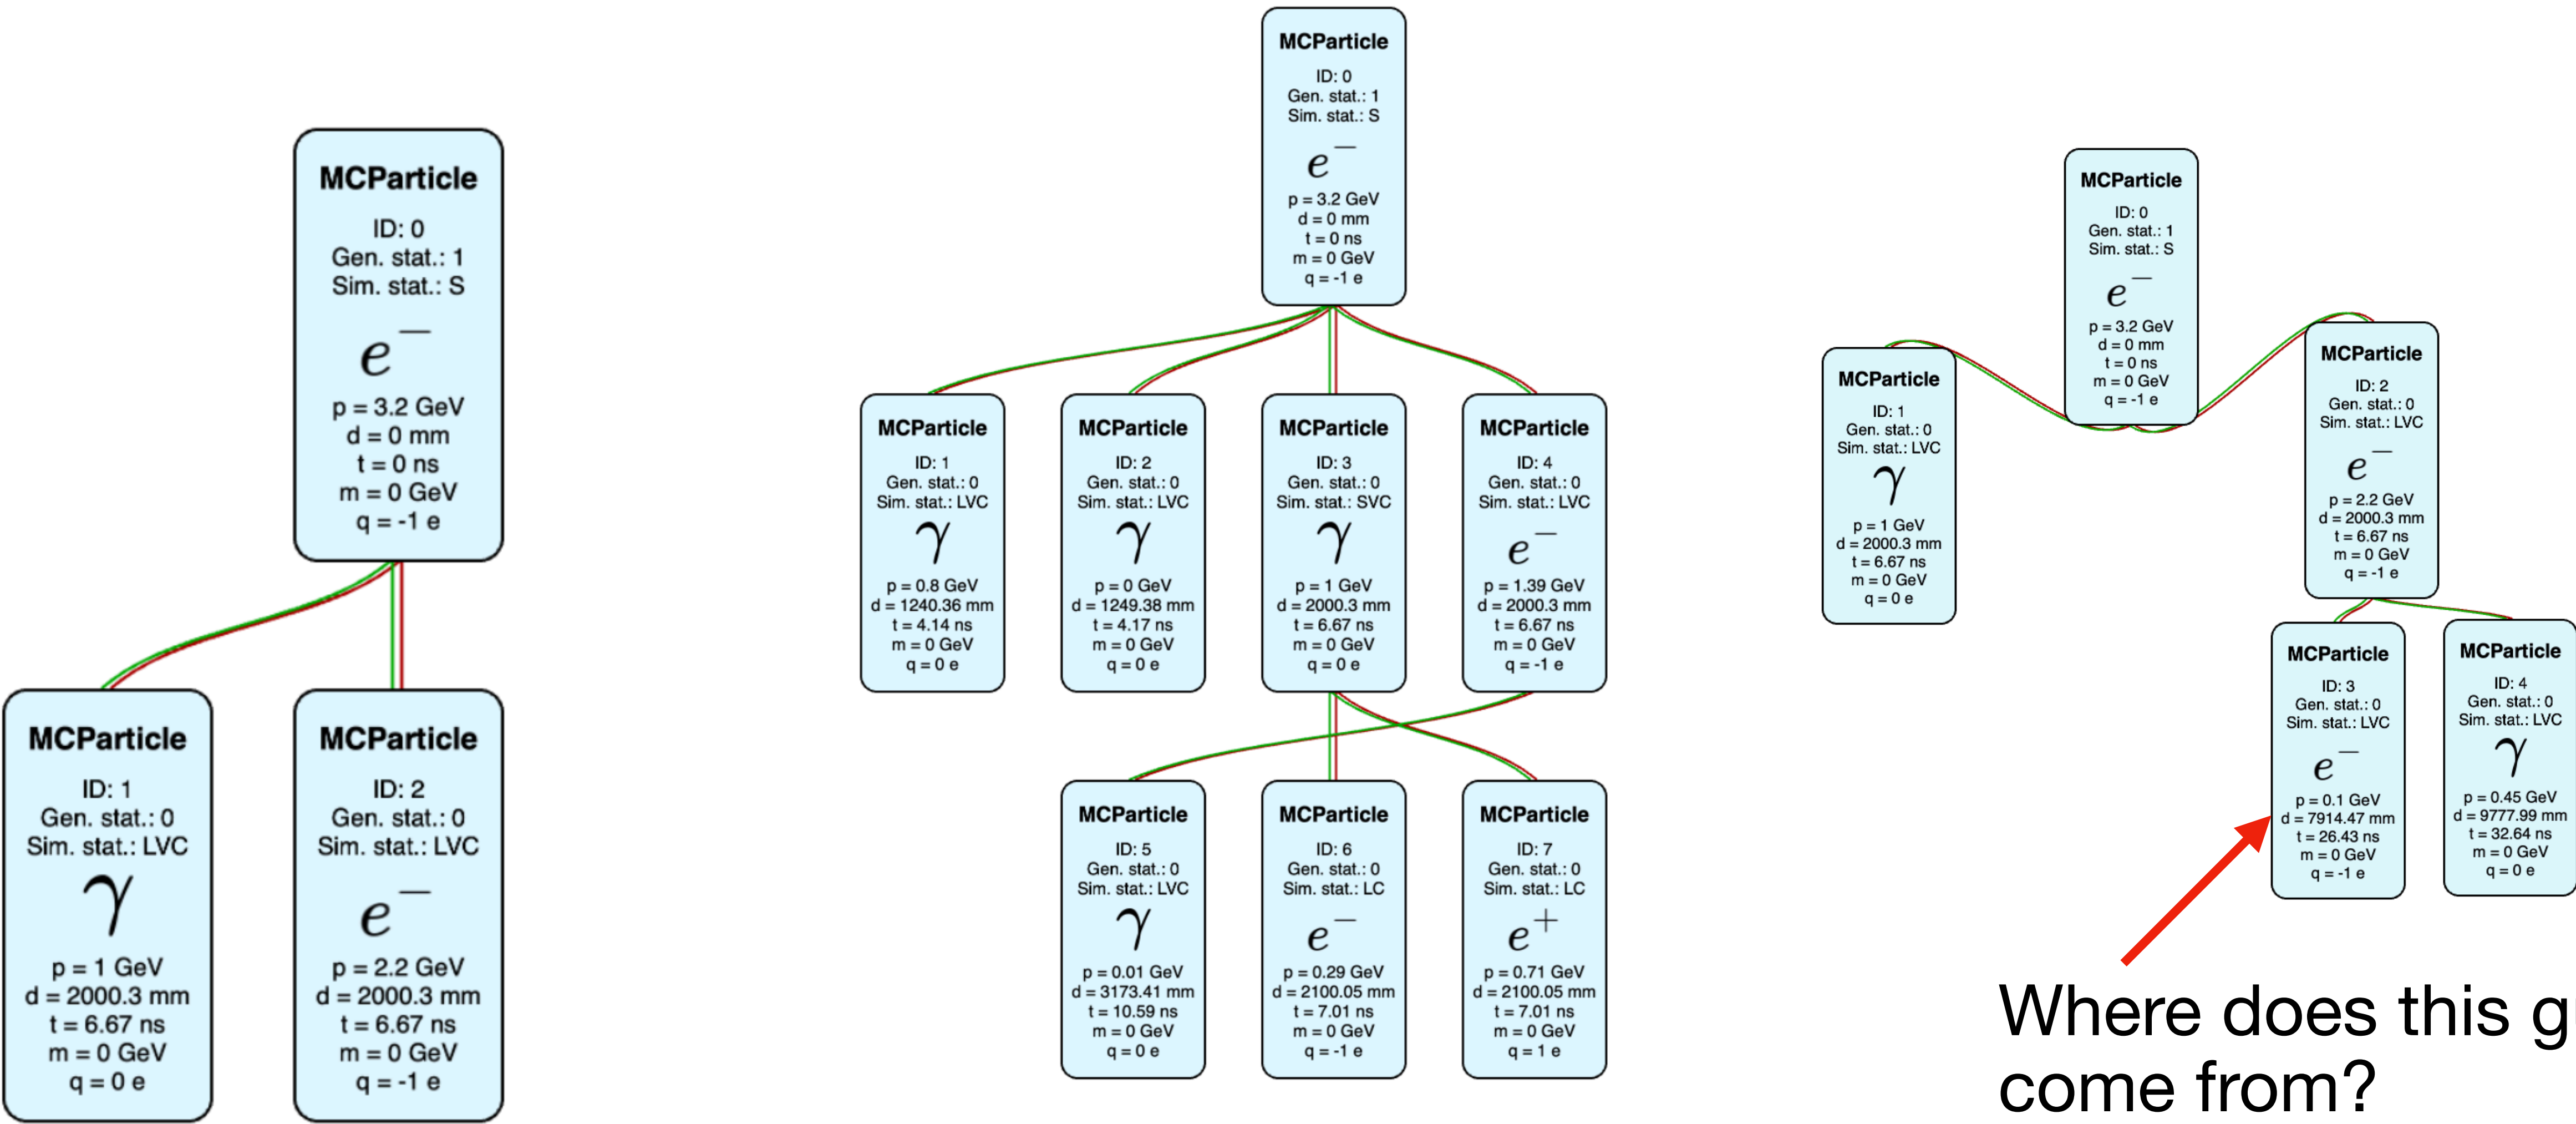 MCParticle
ID: 0
Gen. stat.: 1
Sim. stat.: S
e−
p = 3.2 GeV
d = 0 mm
t = 0 ns
m = 0 GeV
q = -1 e
MCParticle
ID: 1
Gen. stat.: 0
Sim. stat.: LVC
γ
p = 1 GeV
d = 2000.3 mm
t = 6.67 ns
m = 0 GeV
q = 0 e
MCParticle
ID: 2
Gen. stat.: 0
Sim. stat.: LVC
e−
p = 2.2 GeV
d = 2000.3 mm
t = 6.67 ns
m = 0 GeV
q = -1 e
MCParticle
ID: 0
Gen. stat.: 1
Sim. stat.: S
e−
p = 3.2 GeV
d = 0 mm
t = 0 ns
m = 0 GeV
q = -1 e
MCParticle
ID: 1
Gen. stat.: 0
Sim. stat.: LVC
γ
p = 0.8 GeV
d = 1240.36 mm
t = 4.14 ns
m = 0 GeV
q = 0 e
MCParticle
ID: 2
Gen. stat.: 0
Sim. stat.: LVC
γ
p = 0 GeV
d = 1249.38 mm
t = 4.17 ns
m = 0 GeV
q = 0 e
MCParticle
ID: 3
Gen. stat.: 0
Sim. stat.: SVC
γ
p = 1 GeV
d = 2000.3 mm
t = 6.67 ns
m = 0 GeV
q = 0 e
MCParticle
ID: 4
Gen. stat.: 0
Sim. stat.: LVC
e−
p = 1.39 GeV
d = 2000.3 mm
t = 6.67 ns
m = 0 GeV
q = -1 e
MCParticle
ID: 5
Gen. stat.: 0
Sim. stat.: LVC
γ
p = 0.01 GeV
d = 3173.41 mm
t = 10.59 ns
m = 0 GeV
q = 0 e
MCParticle
ID: 6
Gen. stat.: 0
Sim. stat.: LC
e−
p = 0.29 GeV
d = 2100.05 mm
t = 7.01 ns
m = 0 GeV
q = -1 e
MCParticle
ID: 7
Gen. stat.: 0
Sim. stat.: LC
e+
p = 0.71 GeV
d = 2100.05 mm
t = 7.01 ns
m = 0 GeV
q = 1 e
MCParticle
ID: 0
Gen. stat.: 1
Sim. stat.: S
e−
p = 3.2 GeV
d = 0 mm
t = 0 ns
m = 0 GeV
q = -1 e
MCParticle
ID: 1
Gen. stat.: 0
Sim. stat.: LVC
γ
p = 1 GeV
d = 2000.3 mm
t = 6.67 ns
m = 0 GeV
q = 0 e
MCParticle
ID: 2
Gen. stat.: 0
Sim. stat.: LVC
e−
p = 2.2 GeV
d = 2000.3 mm
t = 6.67 ns
m = 0 GeV
q = -1 e
MCParticle
ID: 3
Gen. stat.: 0
Sim. stat.: LVC
e−
p = 0.1 GeV
d = 7914.47 mm
t = 26.43 ns
m = 0 GeV
q = -1 e
MCParticle
ID: 4
Gen. stat.: 0
Sim. stat.: LVC
γ
p = 0.45 GeV
d = 9777.99 mm
t = 32.64 ns
m = 0 GeV
q = 0 e
Where does this
come from?